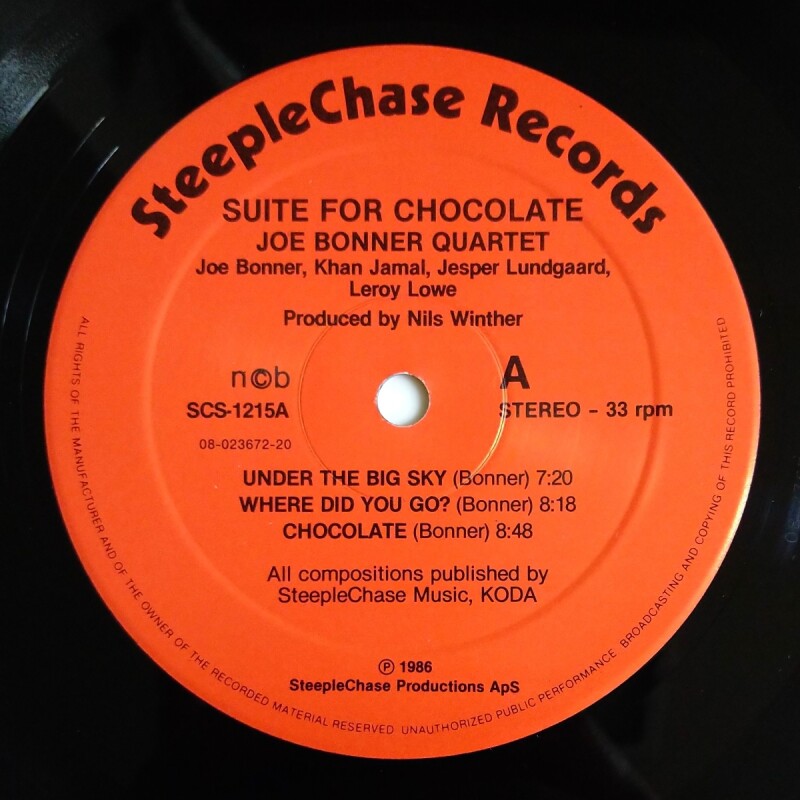 SteepleChase Records
SUITE FOR CHOCOLATE
JOE BONNER QUARTET
Joe Bonner, Khan Jamal, Jesper Lundgaard,
Leroy Lowe
Produced by Nils Winther
n©b
A
SCS-1215A
STEREO - 33 rpm
08-023672-20
UNDER THE BIG SKY (Bonner) 7:20
WHERE DID YOU GO? (Bonner) 8:18
CHOCOLATE (Bonner) 8:48
All compositions published by
SteepleChase Music, KODA
℗ 1986
SteepleChase Productions ApS
ALL RIGHTS OF THE MANUFACTURER AND OF THE OWNER OF THE RECORDED MATERIAL RESERVED UNAUTHORIZED PUBLIC PERFORMANCE BROADCASTING AND COPYING OF THIS RECORD PROHIBITED